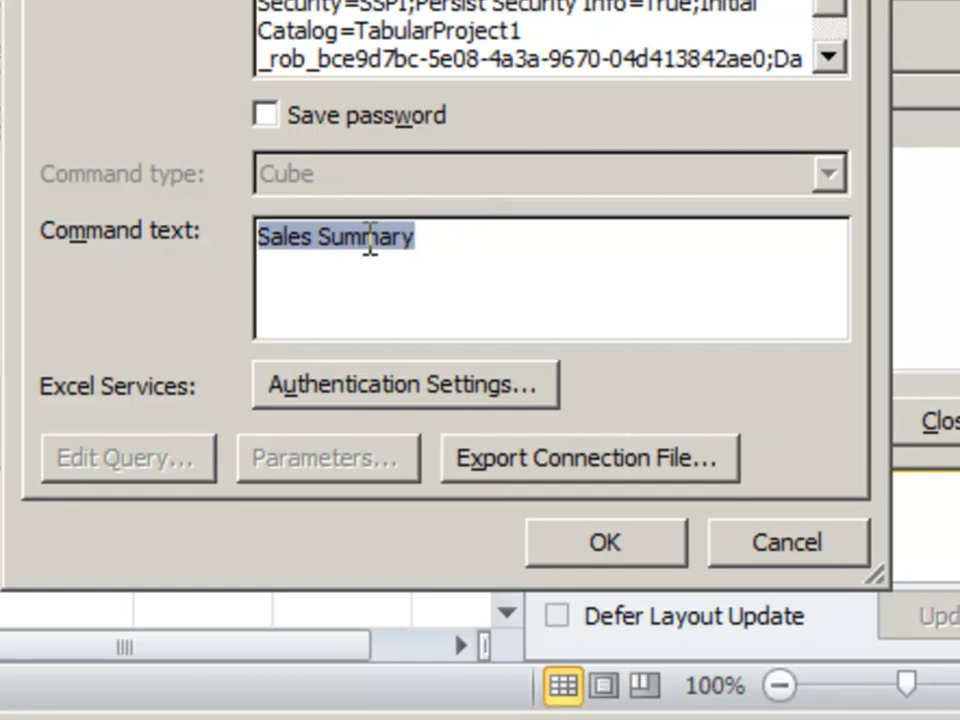 Security=SSPI;Persist Security Info=True;Initial
Catalog=TabularProject1
_rob_bce9d7bc-5e08-4a3a-9670-04d413842ae0;Da
Save password
Command type:
Cube
Command text:
Sales Summary
Excel Services:
Authentication Settings...
Edit Query...
Parameters...
Export Connection File...
Clos
OK
Cancel
Defer Layout Update
Upd
100%